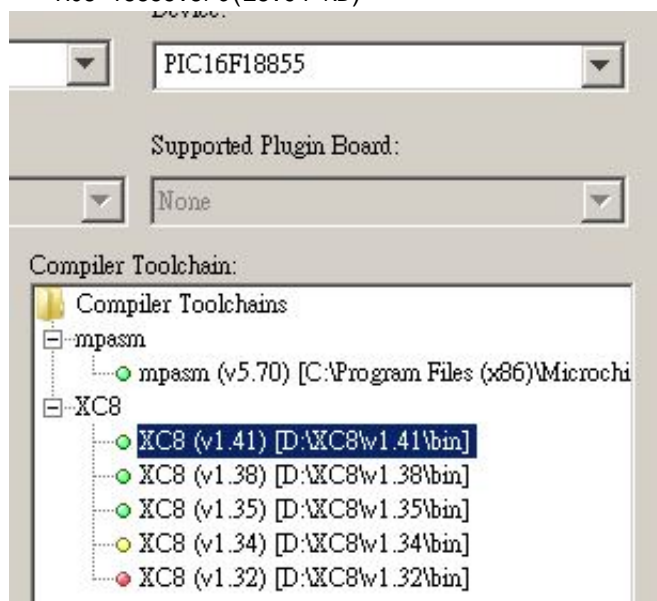 Device:
PIC16F18855
Supported Plugin Board:
None
Compiler Toolchain:
Compiler Toolchains
mpasm
mpasm (v5.70) [C:\Program Files (x86)\Microchi
XC8
XC8 (v1.41) [D:\XC8\v1.41\bin]
XC8 (v1.38) [D:\XC8\v1.38\bin]
XC8 (v1.35) [D:\XC8\v1.35\bin]
XC8 (v1.34) [D:\XC8\v1.34\bin]
XC8 (v1.32) [D:\XC8\v1.32\bin]